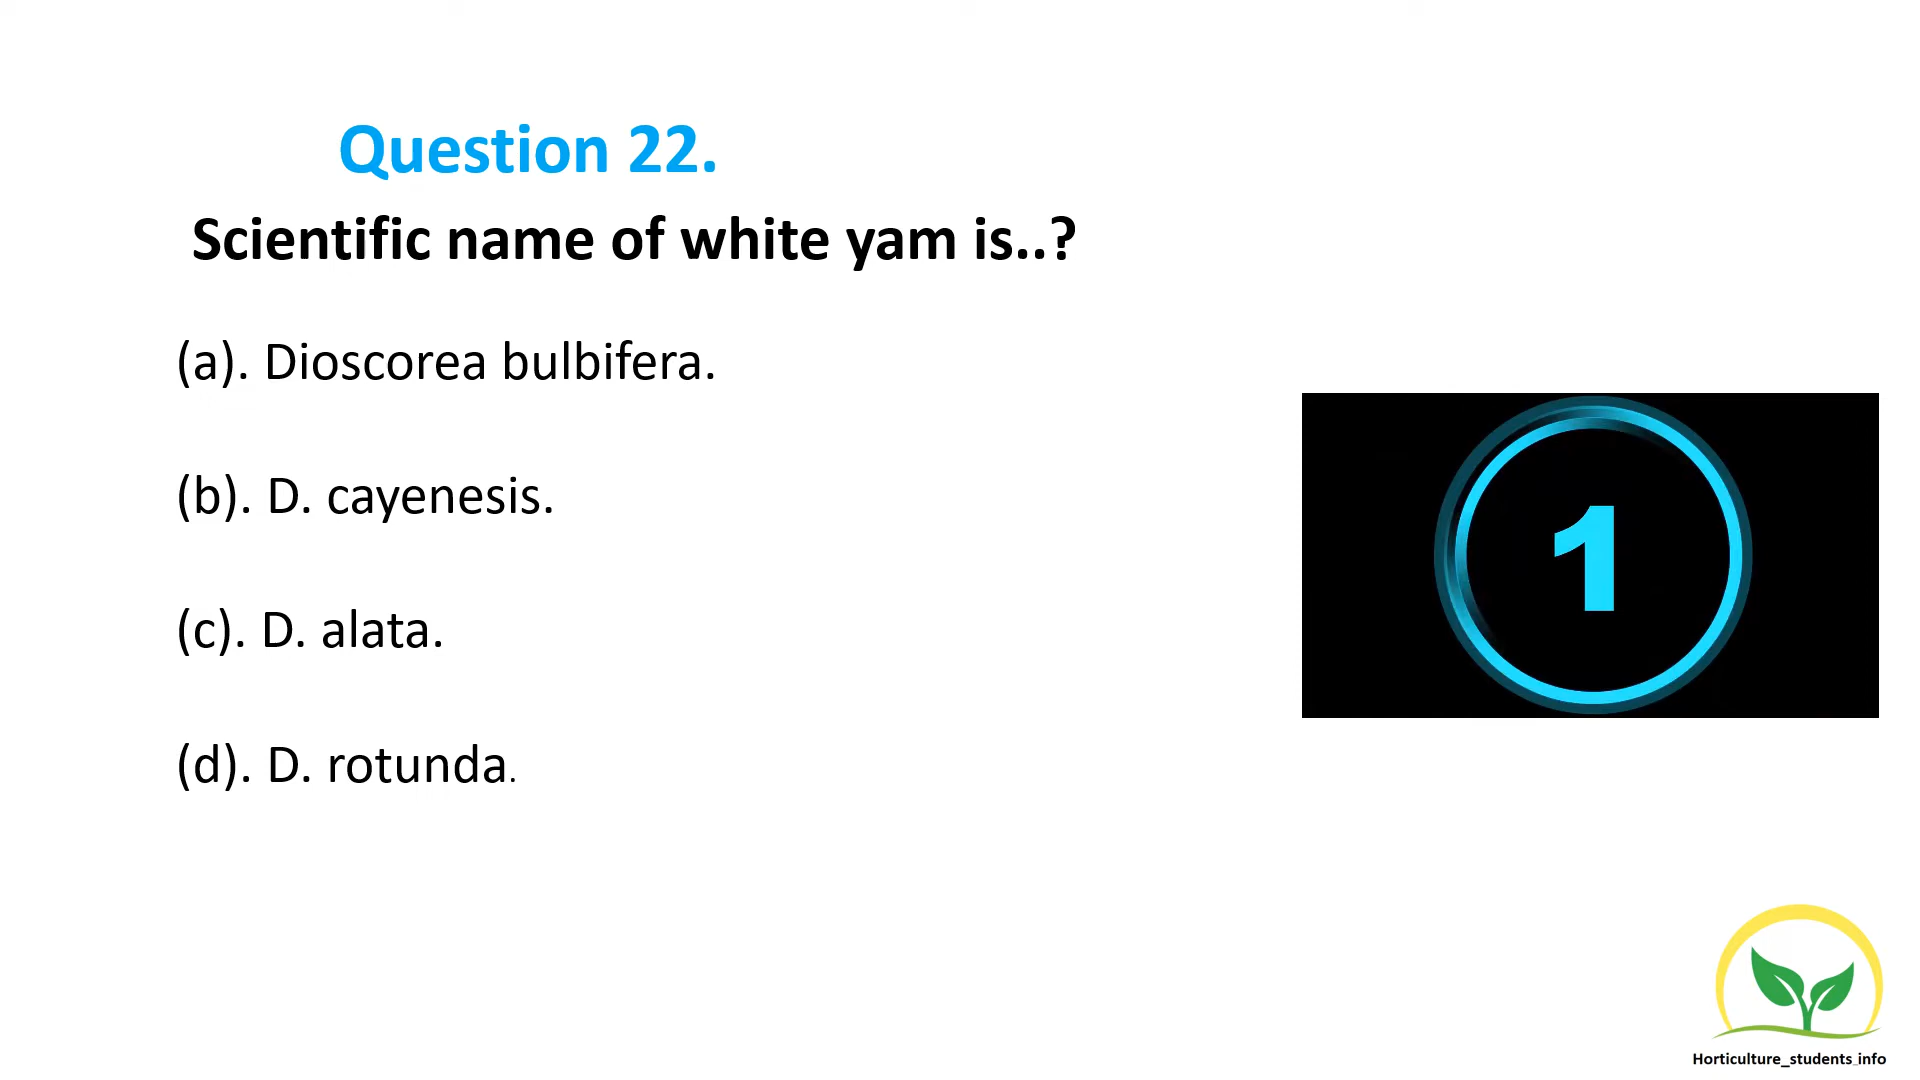 Question 22.
Scientific name of white yam is..?
(a). Dioscorea bulbifera.
(b). D. cayenesis.
(c). D. alata.
(d). D. rotunda.
1
Horticulture_students_info